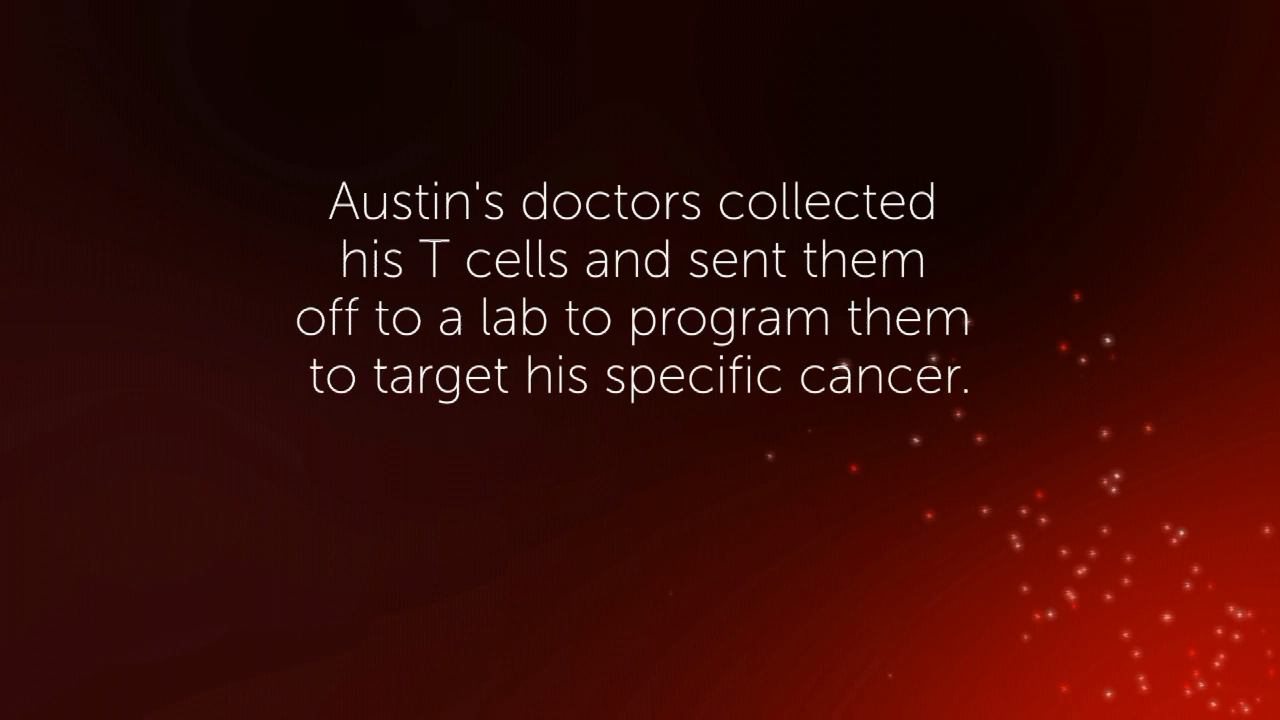 Austin's doctors collected
his T cells and sent them
off to a lab to program them
to target his specific cancer.